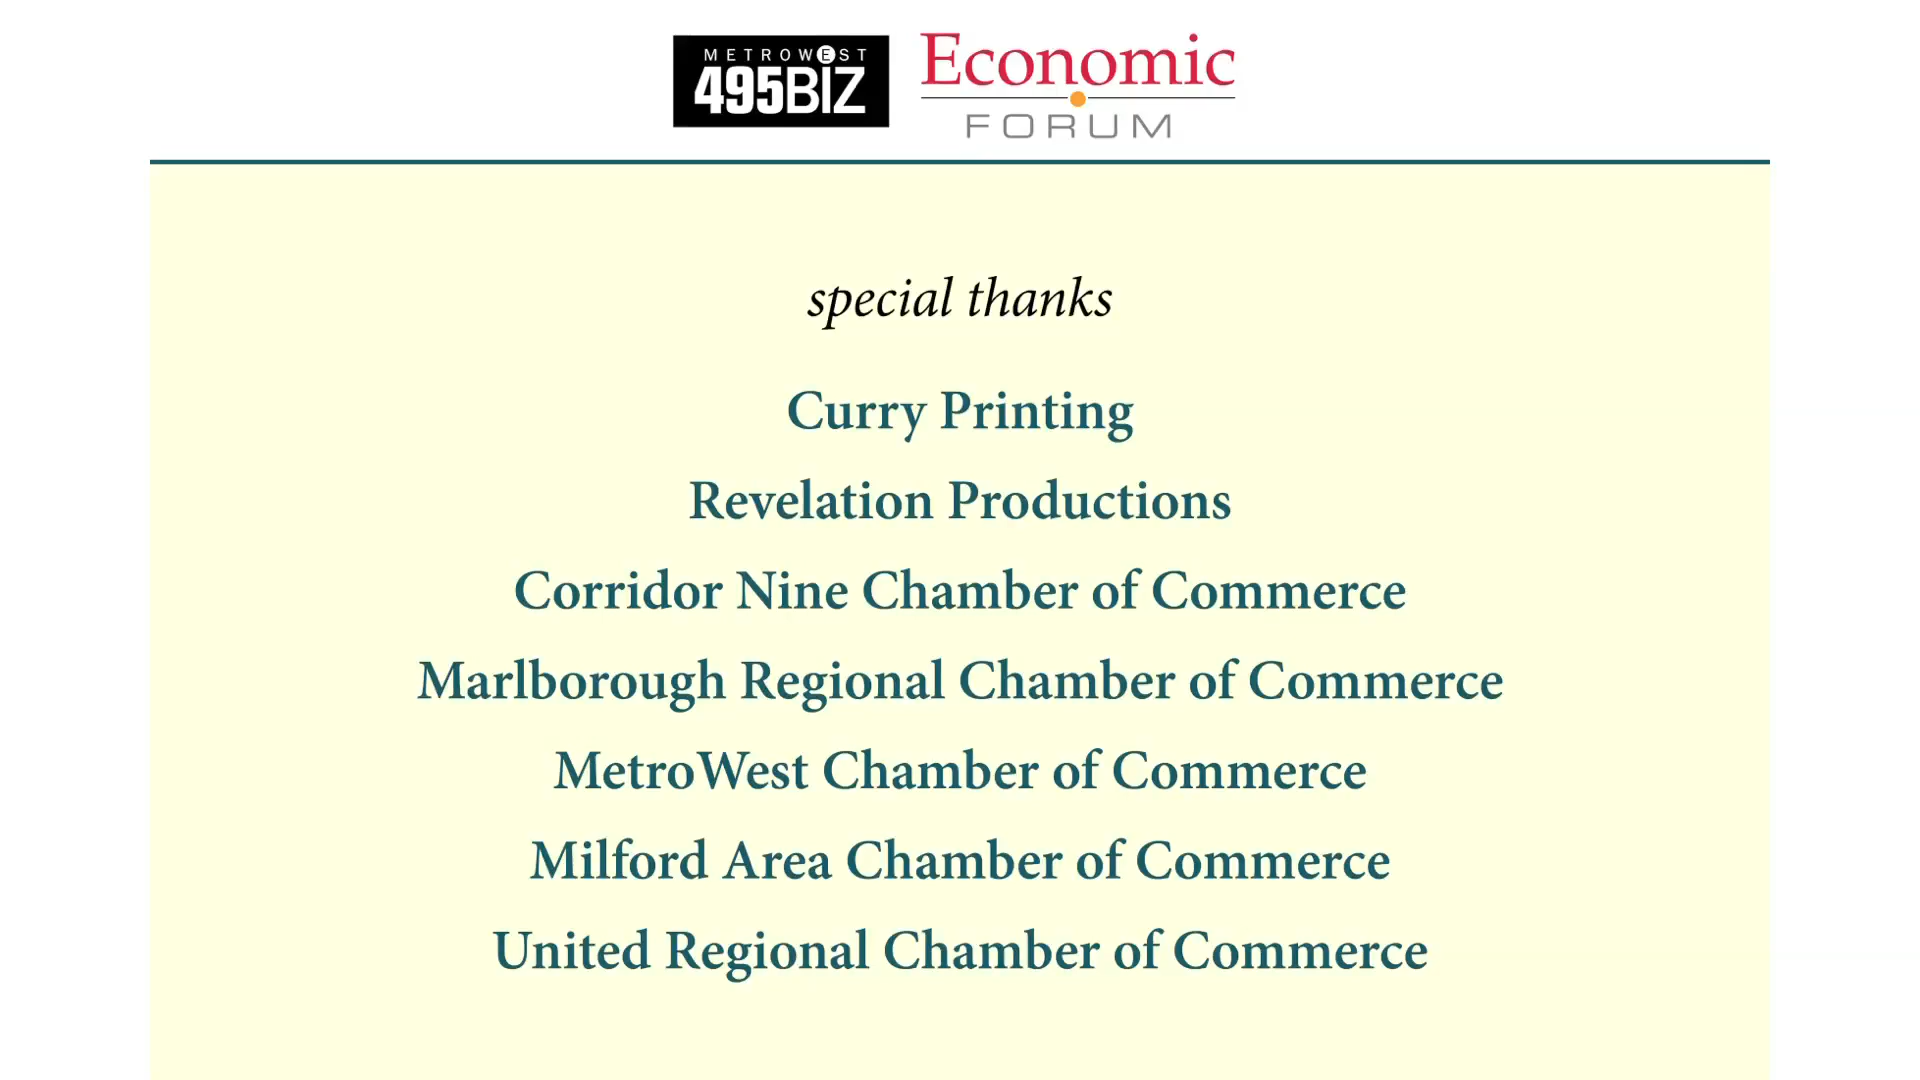 METROWEST
495BIZ
Economic
FORUM
special thanks
Curry Printing
Revelation Productions
Corridor Nine Chamber of Commerce
Marlborough Regional Chamber of Commerce
MetroWest Chamber of Commerce
Milford Area Chamber of Commerce
United Regional Chamber of Commerce